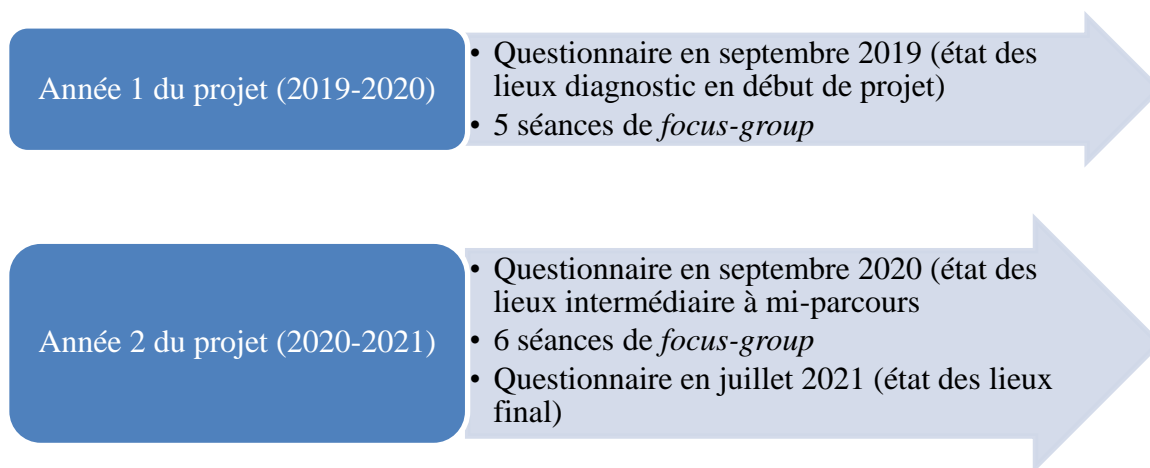 Année 1 du projet (2019-2020)
• Questionnaire en septembre 2019 (état des
lieux diagnostic en début de projet)
• 5 séances de focus-group
Année 2 du projet (2020-2021)
• Questionnaire en septembre 2020 (état des
lieux intermédiaire à mi-parcours
• 6 séances de focus-group
• Questionnaire en juillet 2021 (état des lieux
final)